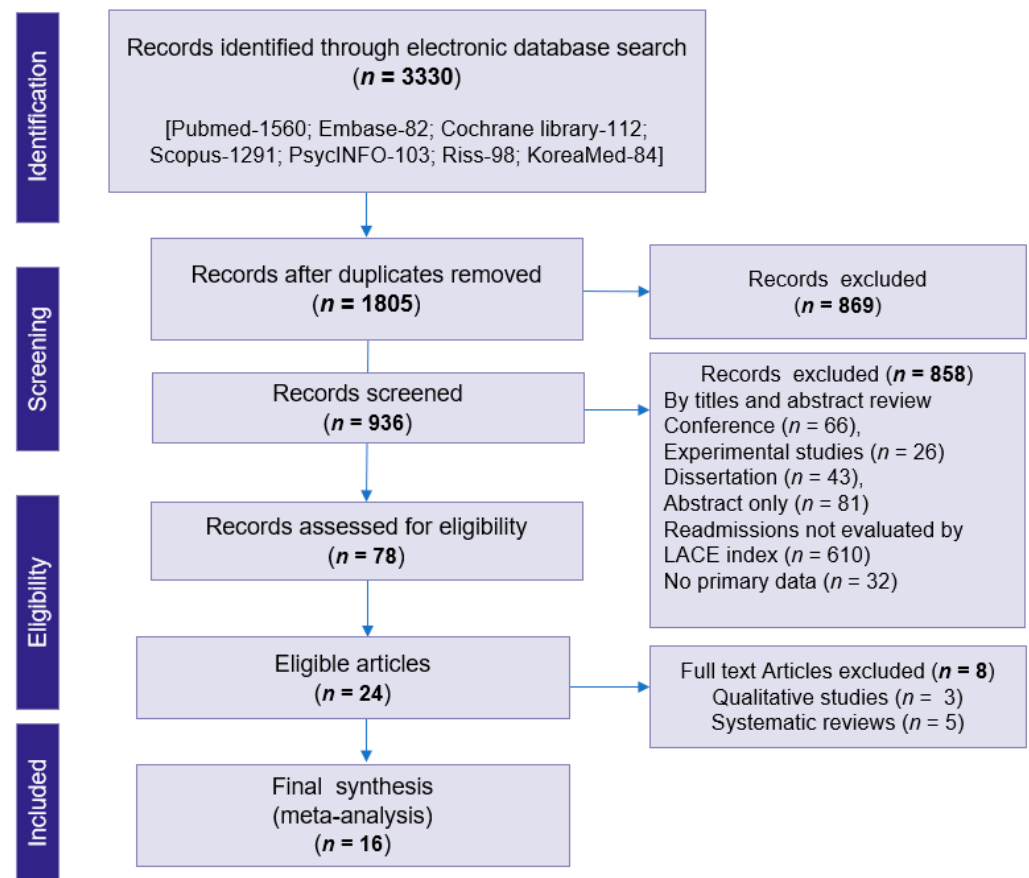 Identification
Records identified through electronic database search
(n = 3330)
[Pubmed-1560; Embase-82; Cochrane library-112;
Scopus-1291; PsycINFO-103; Riss-98; KoreaMed-84]
Screening
Records after duplicates removed
(n = 1805)
Records excluded
(n = 869)
Records screened
(n = 936)
Records excluded (n = 858)
By titles and abstract review
Conference (n = 66),
Experimental studies (n = 26)
Dissertation (n = 43),
Abstract only (n = 81)
Readmissions not evaluated by
LACE index (n = 610)
No primary data (n = 32)
Eligibility
Records assessed for eligibility
(n = 78)
Eligible articles
(n = 24)
Full text Articles excluded (n = 8)
Qualitative studies (n = 3)
Systematic reviews (n = 5)
Included
Final synthesis
(meta-analysis)
(n = 16)